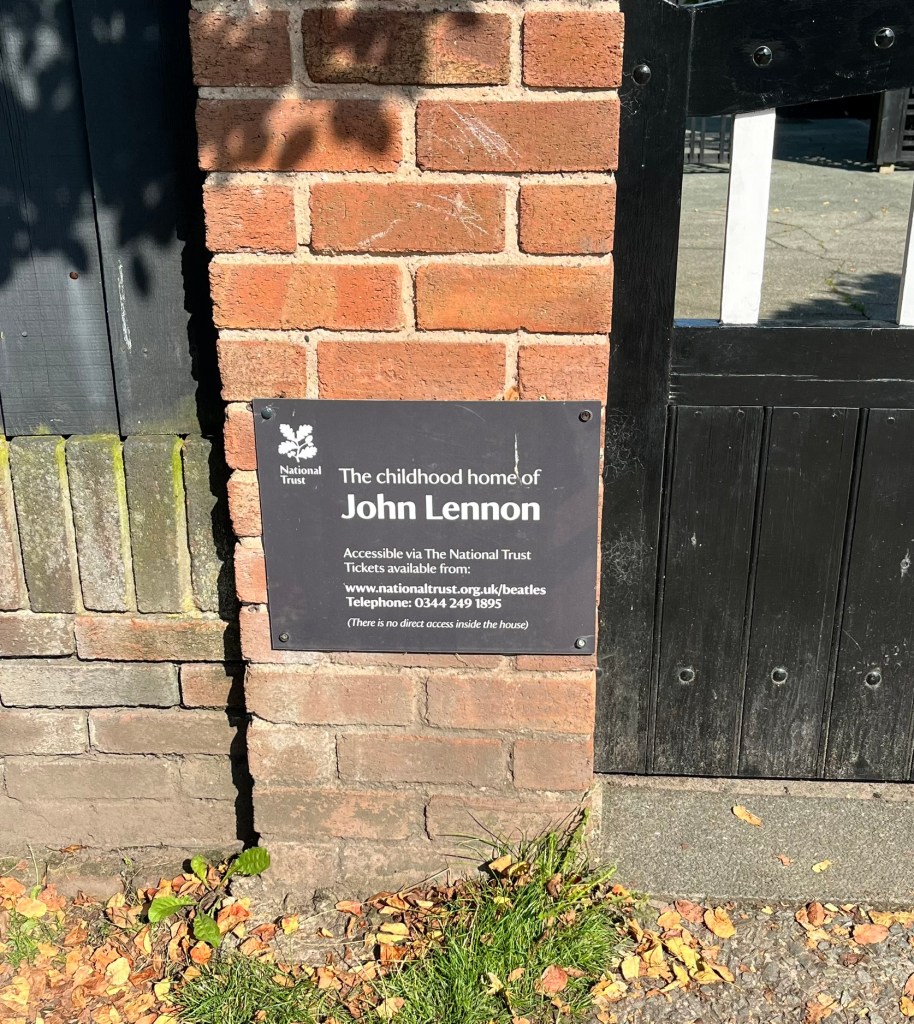 National
Trust
The childhood home of
John Lennon
Accessible via The National Trust
Tickets available from:
www.nationaltrust.org.uk/beatles
Telephone: 0344 249 1895
(There is no direct access inside the house)